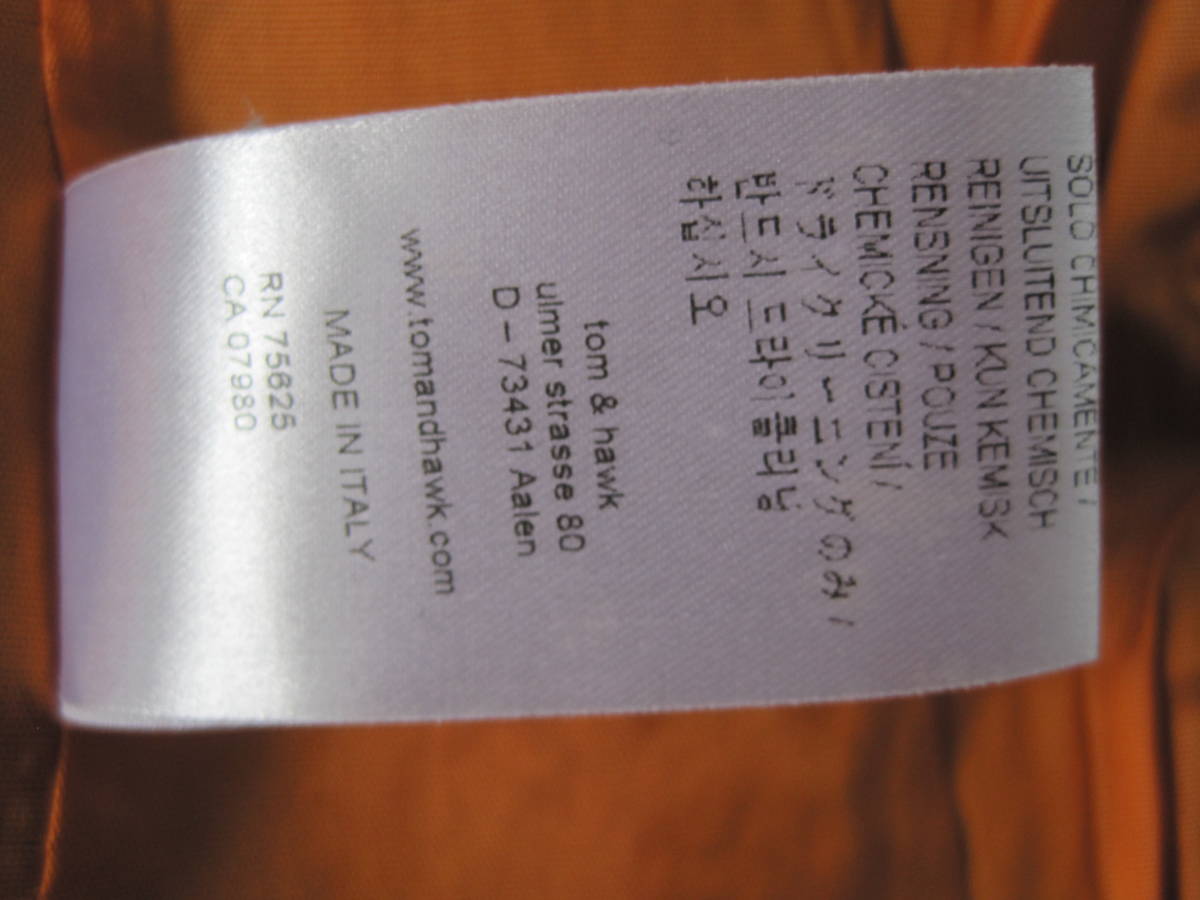 SOLO CHIMICAMENTE /
UITSLUITEND CHEMISCH
REINIGEN / KUN KEMISK
RENSNING / POUZE
CHEMICKÉ CISTENÍ /
ドライクリーニングのみ /
반드시 드라이클리닝
하십시오
tom & hawk
ulmer strasse 80
D – 73431 Aalen
www.tomandhawk.com
MADE IN ITALY
RN 75625
CA 07980